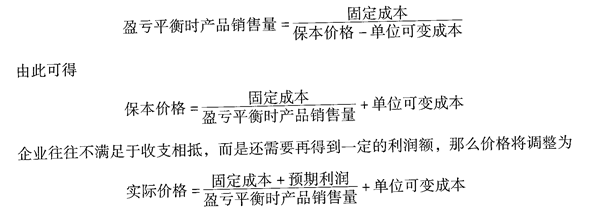 盈亏平衡时产品销售量=固定成本/(保本价格-单位可变成本)
由此可得
保本价格=固定成本/盈亏平衡时产品销售量+单位可变成本
企业往往不满足于收支相抵，而是还需要再得到一定的利润额，那么价格将调整为
实际价格=(固定成本+预期利润)/盈亏平衡时产品销售量+单位可变成本